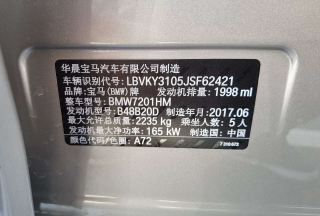 华晨宝马汽车有限公司制造
车辆识别代号: LBVKY3105JSF62421
品牌: 宝马(BMW)牌 发动机排量: 1998 ml
整车型号: BMW7201HM
发动机型号: B48B20D 制造年月: 2017.06
最大允许总质量: 2235 kg 乘坐人数: 5 人
发动机最大净功率: 165 kW 制造国: 中国
颜色代号/色圈: A72